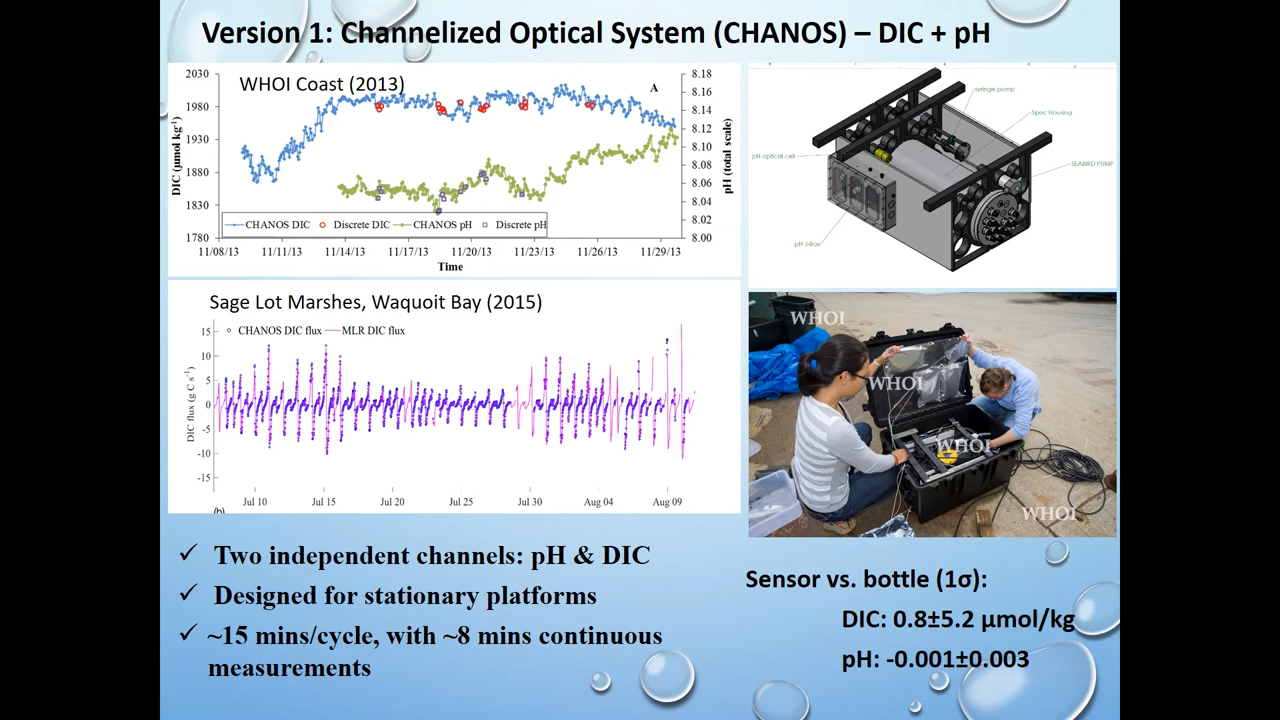 Version 1: Channelized Optical System (CHANOS) – DIC + pH
WHOI Coast (2013)
A
2030
1980
1930
1880
1830
1780
DIC (µmol kg⁻¹)
8.18
8.16
8.14
8.12
8.10
8.08
8.06
8.04
8.02
8.00
pH (total scale)
CHANOS DIC Discrete DIC CHANOS pH Discrete pH
11/08/13 11/11/13 11/14/13 11/17/13 11/20/13 11/23/13 11/26/13 11/29/13
Time
syringe pump
Spec Housing
pH optical cell
SEABIRD PUMP
pH J-Box
Sage Lot Marshes, Waquoit Bay (2015)
CHANOS DIC flux MLR DIC flux
15
10
5
0
-5
-10
-15
DIC flux (g C s⁻¹)
Jul 10 Jul 15 Jul 20 Jul 25 Jul 30 Aug 04 Aug 09
(b)
WHOI
WHOI
WHOI
WHOI
✓ Two independent channels: pH & DIC
✓ Designed for stationary platforms
✓ ~15 mins/cycle, with ~8 mins continuous
measurements
Sensor vs. bottle (1σ):
DIC: 0.8±5.2 µmol/kg
pH: -0.001±0.003